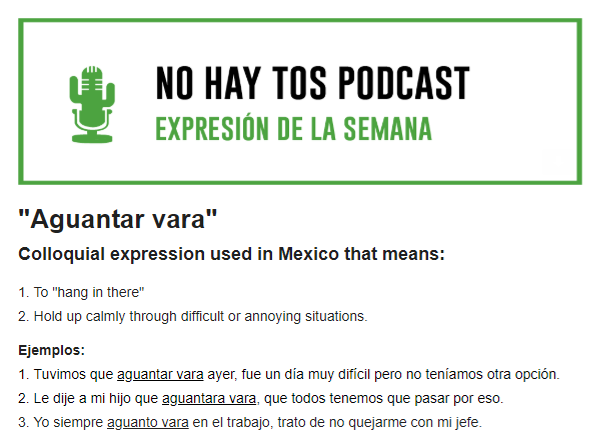 NO HAY TOS PODCAST
EXPRESIÓN DE LA SEMANA
"Aguantar vara"
Colloquial expression used in Mexico that means:
1. To "hang in there"
2. Hold up calmly through difficult or annoying situations.
Ejemplos:
1. Tuvimos que aguantar vara ayer, fue un día muy difícil pero no teníamos otra opción.
2. Le dije a mi hijo que aguantara vara, que todos tenemos que pasar por eso.
3. Yo siempre aguanto vara en el trabajo, trato de no quejarme con mi jefe.